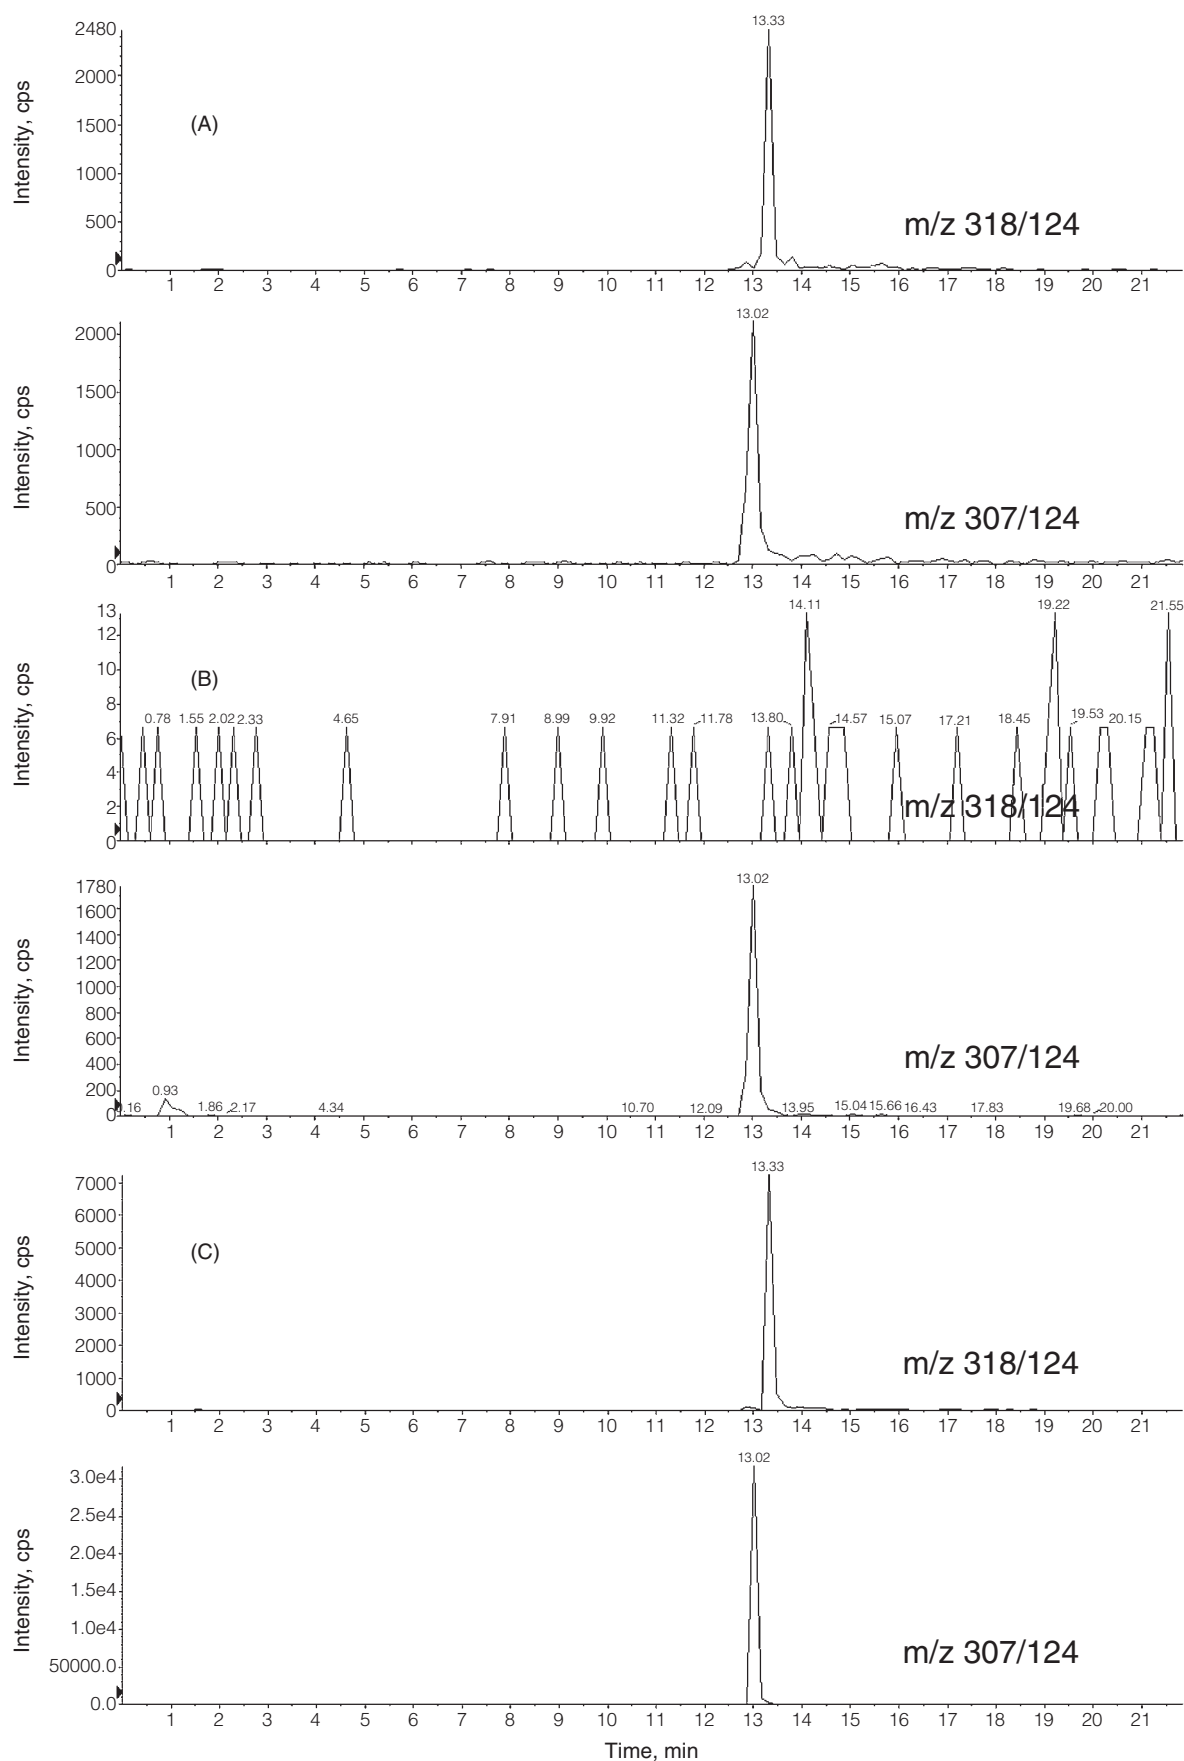 13.33
2480
2000
1500
1000
500
0
Intensity, cps
(A)
m/z 318/124
1 2 3 4 5 6 7 8 9 10 11 12 13 14 15 16 17 18 19 20 21
13.02
2000
1500
1000
500
0
Intensity, cps
m/z 307/124
1 2 3 4 5 6 7 8 9 10 11 12 13 14 15 16 17 18 19 20 21
14.11 19.22 21.55
13
12
10
8
6
4
2
0
Intensity, cps
(B)
0.78 1.55 2.02 2.33 4.65 7.91 8.99 9.92 11.32 11.78 13.80 14.57 15.07 17.21 18.45 19.53 20.15
m/z 318/124
1 2 3 4 5 6 7 8 9 10 11 12 13 14 15 16 17 18 19 20 21
13.02
1780
1600
1400
1200
1000
800
600
400
200
0
Intensity, cps
m/z 307/124
0.93
.16 1.86 2.17 4.34 10.70 12.09 13.95 15.04 15.66 16.43 17.83 19.68 20.00
1 2 3 4 5 6 7 8 9 10 11 12 13 14 15 16 17 18 19 20 21
13.33
7000
6000
5000
4000
3000
2000
1000
0
Intensity, cps
(C)
m/z 318/124
1 2 3 4 5 6 7 8 9 10 11 12 13 14 15 16 17 18 19 20 21
13.02
3.0e4
2.5e4
2.0e4
1.5e4
1.0e4
50000.0
0.0
Intensity, cps
m/z 307/124
1 2 3 4 5 6 7 8 9 10 11 12 13 14 15 16 17 18 19 20 21
Time, min